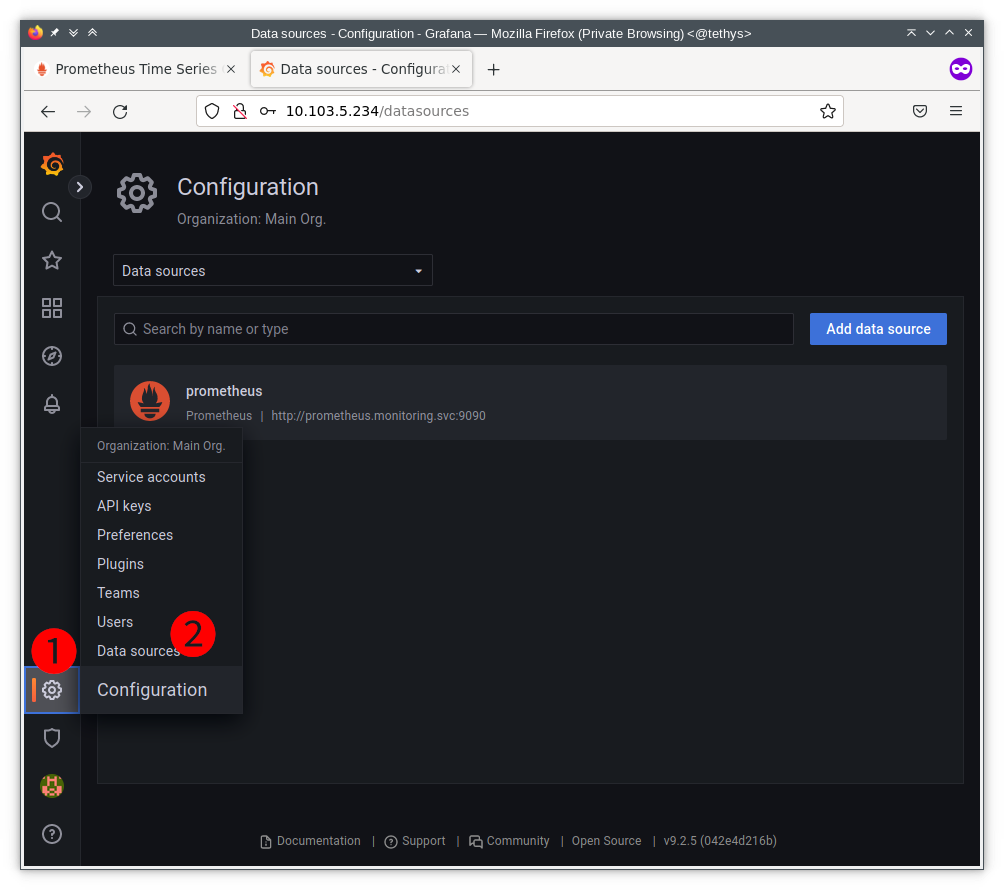 Data sources - Configuration - Grafana — Mozilla Firefox (Private Browsing) <@tethys>
Prometheus Time Series
Data sources - Configura
10.103.5.234/datasources
Configuration
Organization: Main Org.
Data sources
Search by name or type
Add data source
prometheus
Prometheus | http://prometheus.monitoring.svc:9090
Organization: Main Org.
Service accounts
API keys
Preferences
Plugins
Teams
Users
2
Data sources
1
Configuration
Documentation | Support | Community | Open Source | v9.2.5 (042e4d216b)